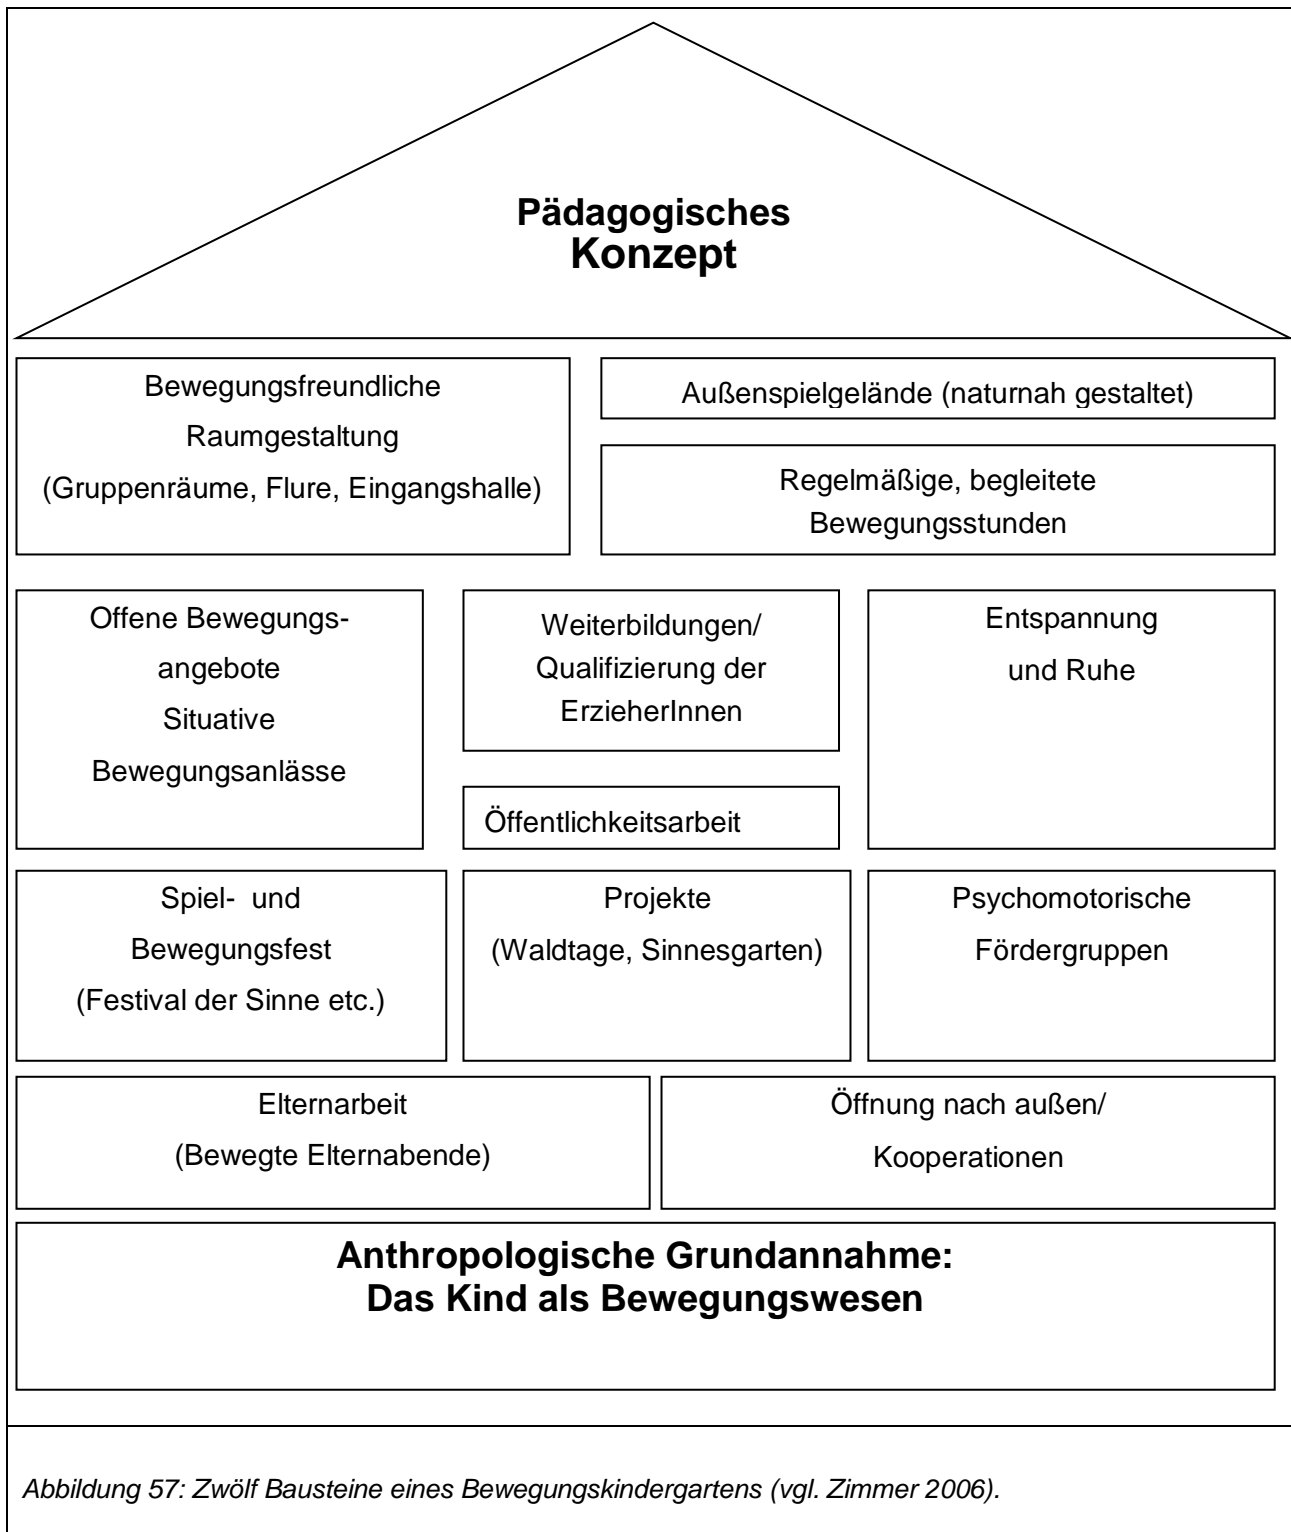 Pädagogisches
Konzept
Bewegungsfreundliche
Raumgestaltung
(Gruppenräume, Flure, Eingangshalle)
Außenspielgelände (naturnah gestaltet)
Regelmäßige, begleitete
Bewegungsstunden
Offene Bewegungs-
angebote
Situative
Bewegungsanlässe
Weiterbildungen/
Qualifizierung der
ErzieherInnen
Öffentlichkeitsarbeit
Entspannung
und Ruhe
Spiel- und
Bewegungsfest
(Festival der Sinne etc.)
Projekte
(Waldtage, Sinnesgarten)
Psychomotorische
Fördergruppen
Elternarbeit
(Bewegte Elternabende)
Öffnung nach außen/
Kooperationen
Anthropologische Grundannahme:
Das Kind als Bewegungswesen
Abbildung 57: Zwölf Bausteine eines Bewegungskindergartens (vgl. Zimmer 2006).